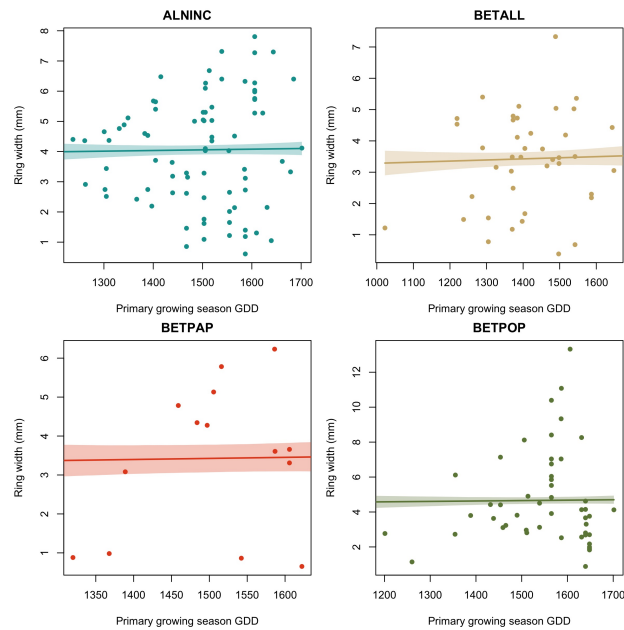 ALNINC
8
7
6
5
4
3
2
1
Ring width (mm)
1300 1400 1500 1600 1700
Primary growing season GDD
BETALL
7
6
5
4
3
2
1
Ring width (mm)
1000 1100 1200 1300 1400 1500 1600
Primary growing season GDD
BETPAP
6
5
4
3
2
1
Ring width (mm)
1350 1400 1450 1500 1550 1600
Primary growing season GDD
BETPOP
12
10
8
6
4
2
Ring width (mm)
1200 1300 1400 1500 1600 1700
Primary growing season GDD